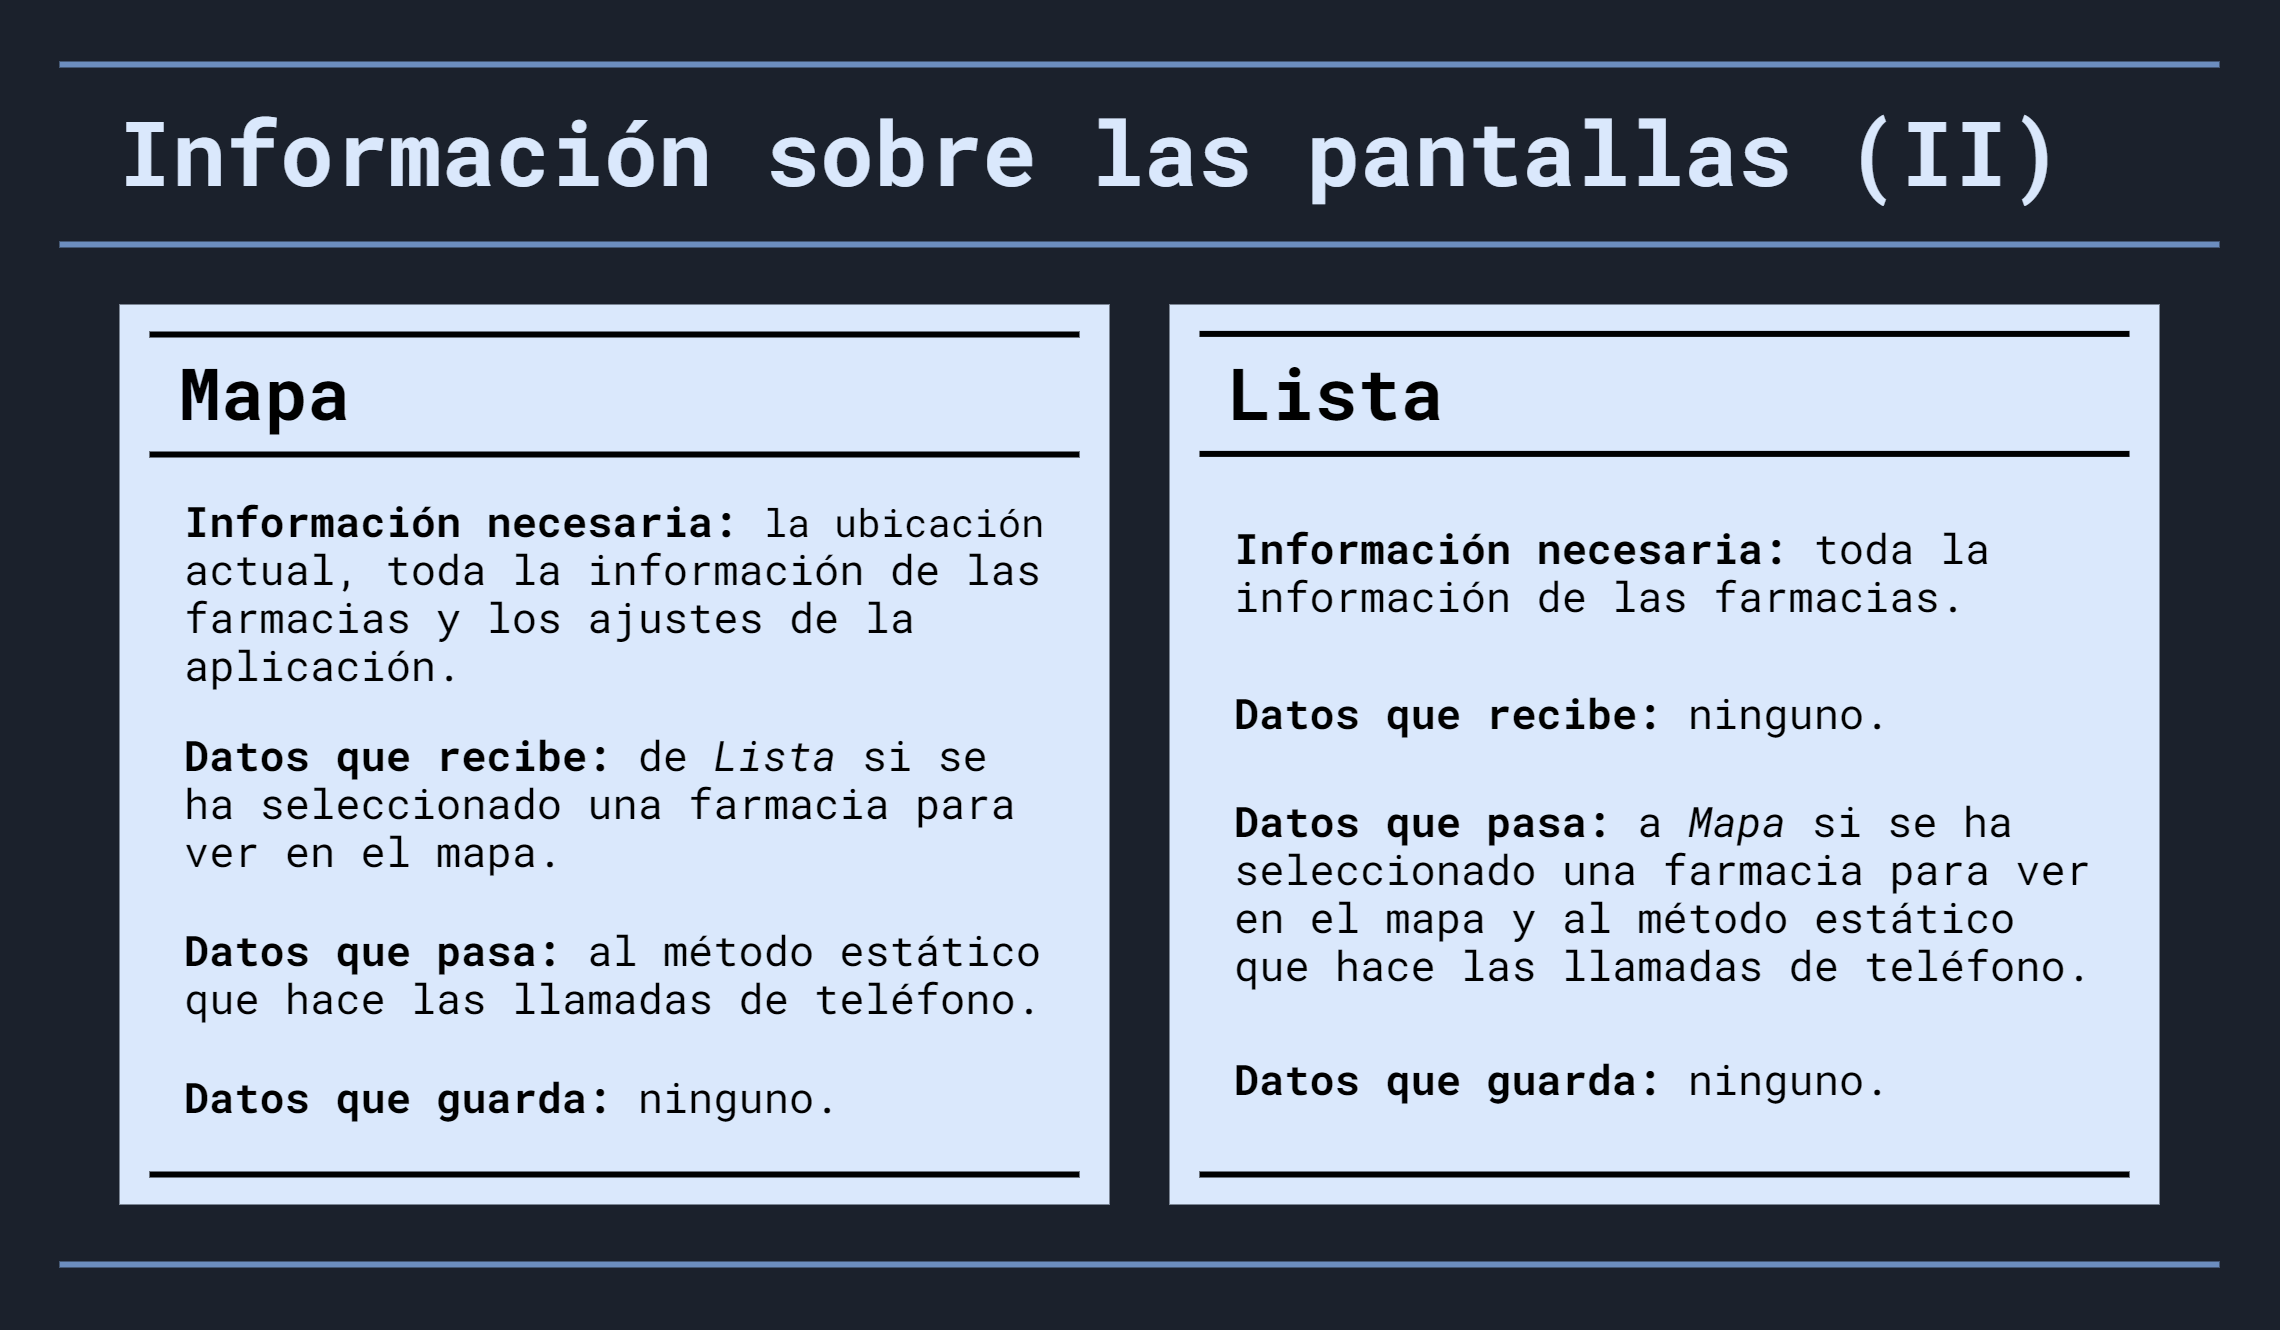 Información sobre las pantallas (II)
Mapa
Información necesaria: la ubicación
actual, toda la información de las
farmacias y los ajustes de la
aplicación.
Datos que recibe: de Lista si se
ha seleccionado una farmacia para
ver en el mapa.
Datos que pasa: al método estático
que hace las llamadas de teléfono.
Datos que guarda: ninguno.
Lista
Información necesaria: toda la
información de las farmacias.
Datos que recibe: ninguno.
Datos que pasa: a Mapa si se ha
seleccionado una farmacia para ver
en el mapa y al método estático
que hace las llamadas de teléfono.
Datos que guarda: ninguno.